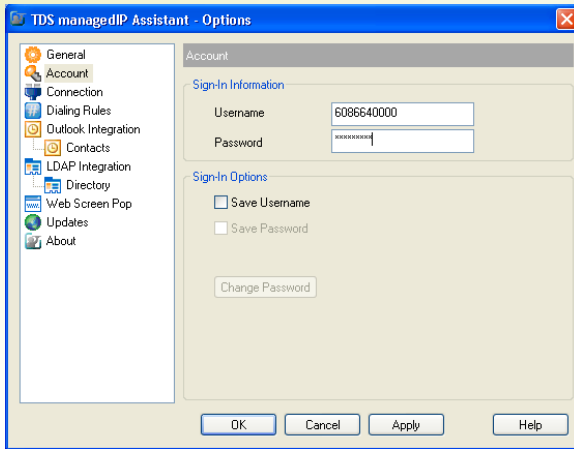 TDS managedIP Assistant - Options
General
Account
Connection
Dialing Rules
Outlook Integration
Contacts
LDAP Integration
Directory
Web Screen Pop
Updates
About
Account
Sign-In Information
Username 6086640000
Password *********
Sign-In Options
Save Username
Save Password
Change Password
OK Cancel Apply Help